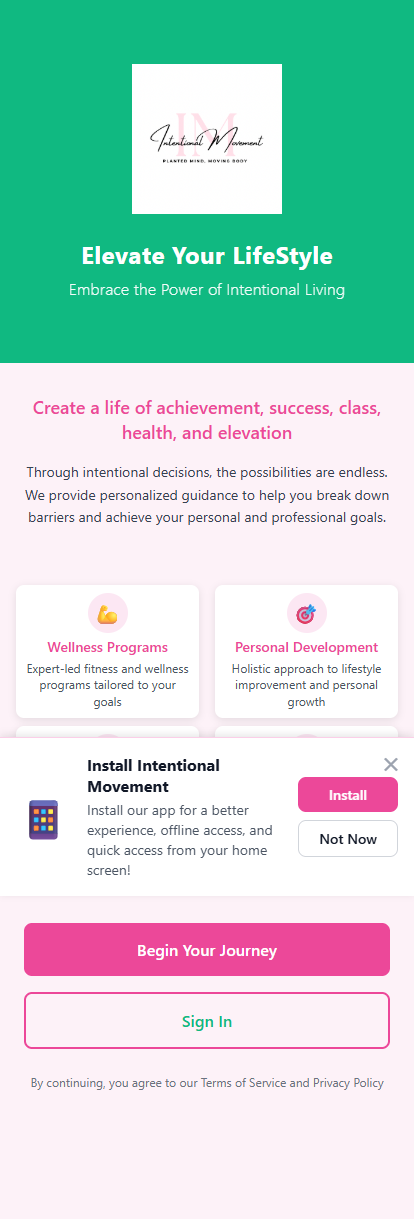 IM
Intentional Movement
PLANTED MIND, MOVING BODY
Elevate Your LifeStyle
Embrace the Power of Intentional Living
Create a life of achievement, success, class,
health, and elevation
Through intentional decisions, the possibilities are endless.
We provide personalized guidance to help you break down
barriers and achieve your personal and professional goals.
Wellness Programs
Expert-led fitness and wellness
programs tailored to your
goals
Personal Development
Holistic approach to lifestyle
improvement and personal
growth
Install Intentional
Movement
Install our app for a better
experience, offline access, and
quick access from your home
screen!
Install
Not Now
Begin Your Journey
Sign In
By continuing, you agree to our Terms of Service and Privacy Policy